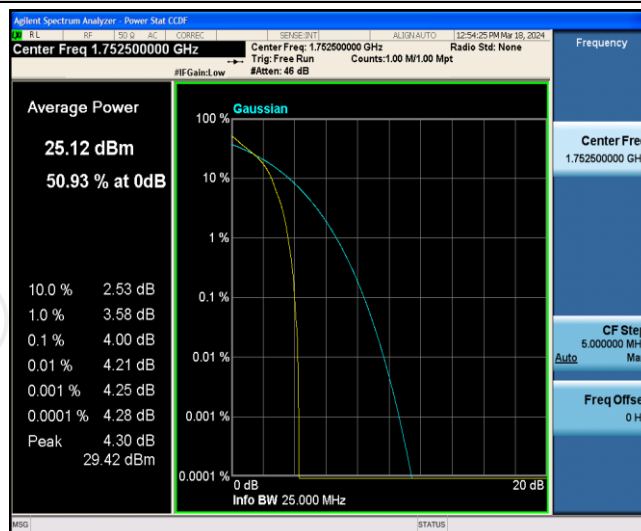 Agilent Spectrum Analyzer - Power Stat CCDF
RL RF 50 Ω AC CORREC SENSE:INT ALIGNAUTO 12:54:25 PM Mar 18, 2024
Center Freq 1.752500000 GHz
Center Freq: 1.752500000 GHz Radio Std: None
Trig: Free Run Counts:1.00 M/1.00 Mpt
#IFGain:Low #Atten: 46 dB
Frequency
Average Power
25.12 dBm
50.93 % at 0dB
10.0 % 2.53 dB
1.0 % 3.58 dB
0.1 % 4.00 dB
0.01 % 4.21 dB
0.001 % 4.25 dB
0.0001 % 4.28 dB
Peak 4.30 dB
29.42 dBm
Gaussian
100 %
10 %
1 %
0.1 %
0.01 %
0.001 %
0.0001 %
0 dB 20 dB
Info BW 25.000 MHz
Center Fre
1.752500000 GH
CF Ste
5.000000 MH
Auto Ma
Freq Offse
0 H
MSG STATUS